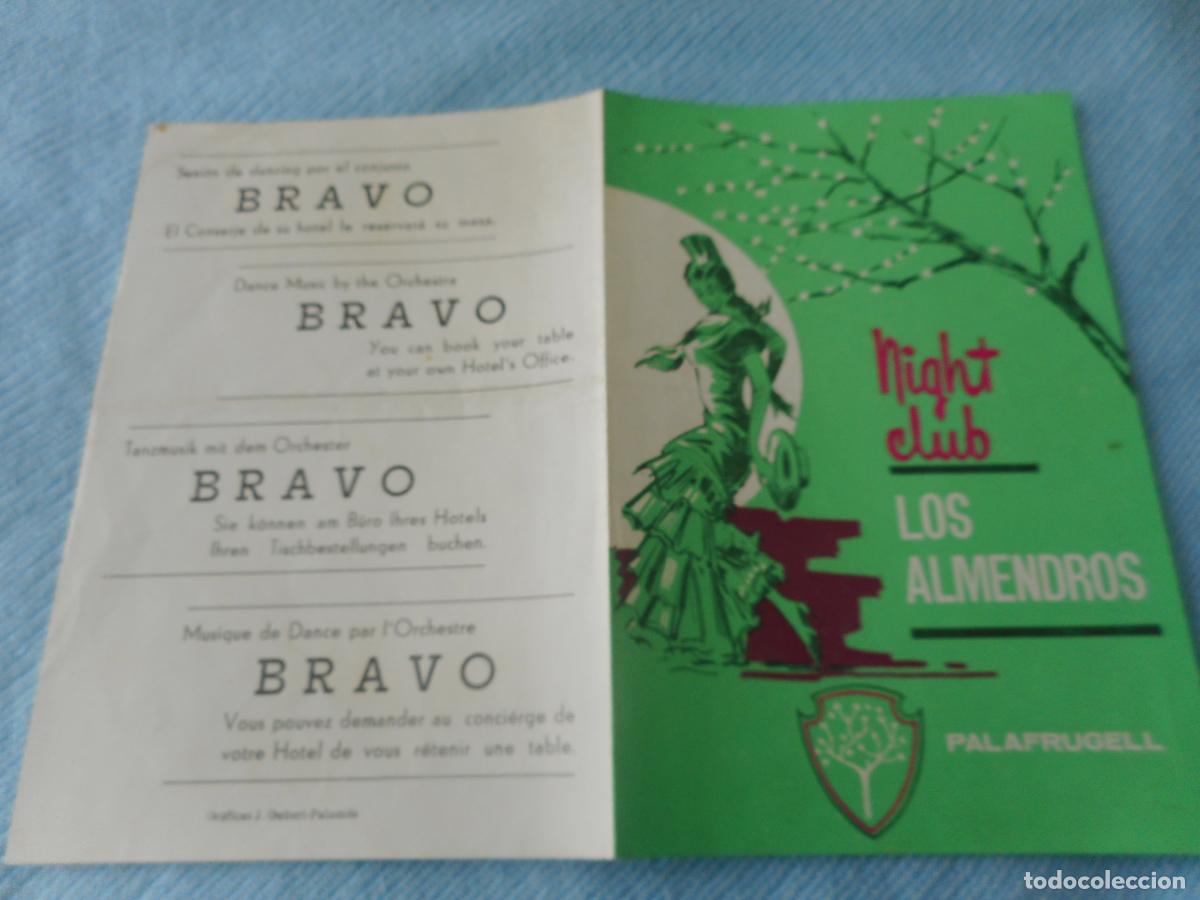 Sesión de dancing por el conjunto
BRAVO
El Conserje de su hotel le reservará su mesa.
Dance Music by the Orchestra
BRAVO
You can book your table
at your own Hotel's Office.
Tanzmusik mit dem Orchester
BRAVO
Sie können am Büro Ihres Hotels
Ihren Tischbestellungen buchen.
Musique de Dance par l'Orchestre
BRAVO
Vous pouvez demander au conciérge de
votre Hotel de vous rétenir une table.
Gráficas J.
night
club
LOS
ALMENDROS
PALAFRUGELL
todocoleccion